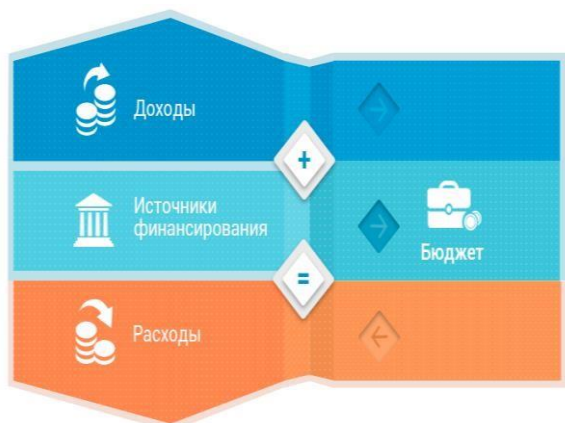 Доходы
+
Источники
финансирования
Бюджет
=
Расходы